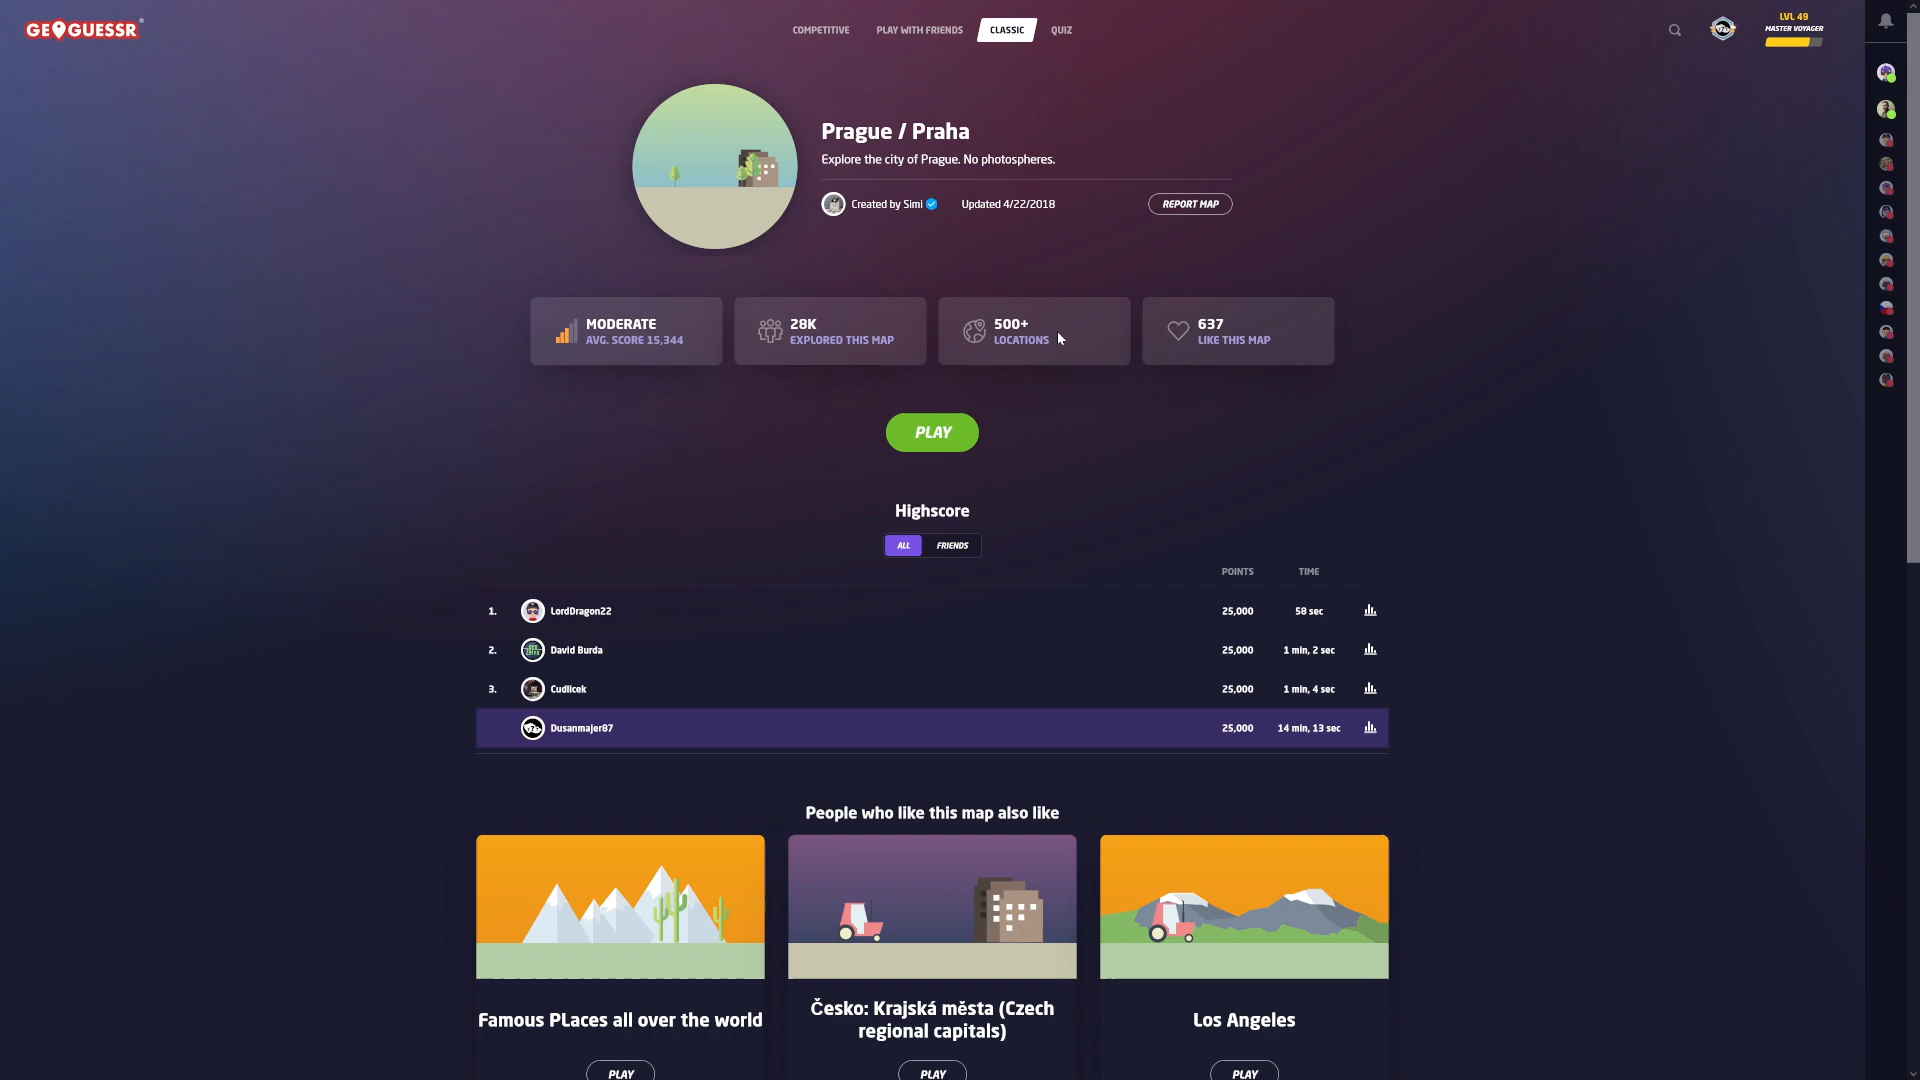 GEOGUESSR
COMPETITIVE
PLAY WITH FRIENDS
CLASSIC
QUIZ
LVL 49
MASTER VOYAGER
Prague / Praha
Explore the city of Prague. No photospheres.
Created by Simi
Updated 4/22/2018
REPORT MAP
MODERATE
AVG. SCORE 15,344
28K
EXPLORED THIS MAP
500+
LOCATIONS
637
LIKE THIS MAP
PLAY
Highscore
ALL
FRIENDS
POINTS TIME
1. LordDragon22 25,000 58 sec
2. David Burda 25,000 1 min, 2 sec
3. Cudlicek 25,000 1 min, 4 sec
Dusanmajer87 25,000 14 min, 13 sec
People who like this map also like
Famous PLaces all over the world
PLAY
Česko: Krajská města (Czech
regional capitals)
PLAY
Los Angeles
PLAY